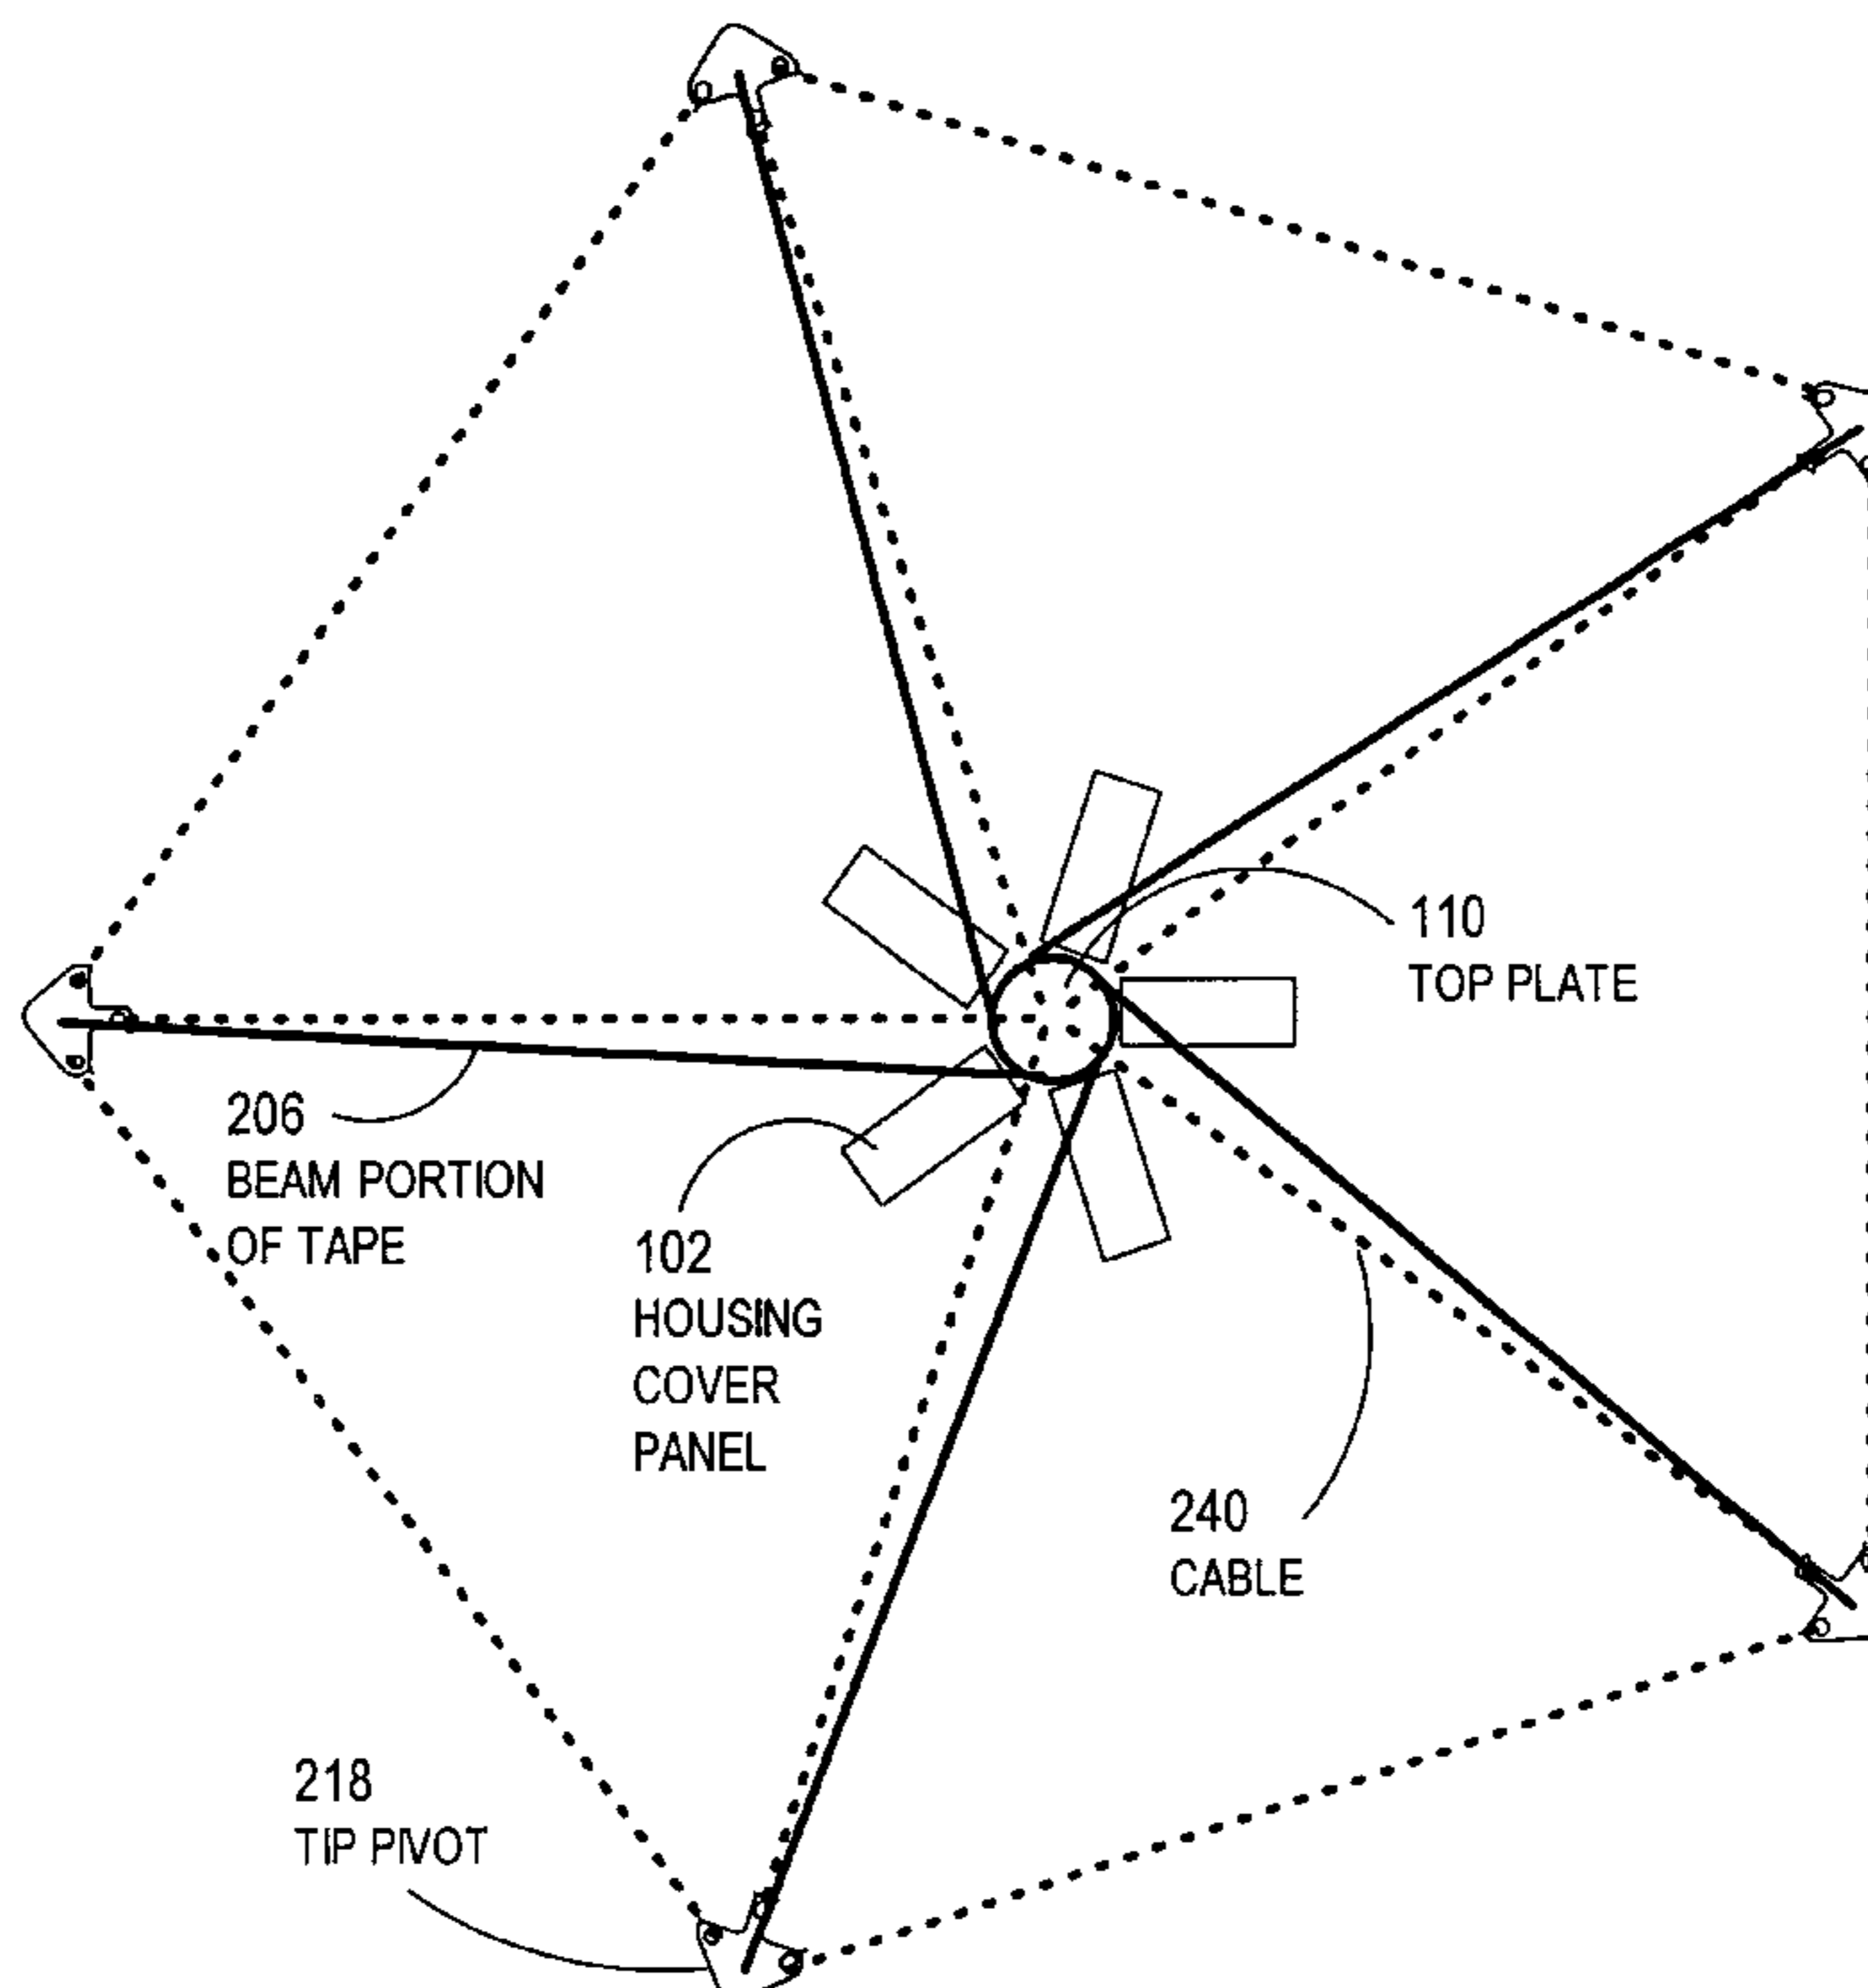 110
TOP PLATE
206
BEAM PORTION
OF TAPE
102
HOUSING
COVER
PANEL
240
CABLE
218
TIP PIVOT